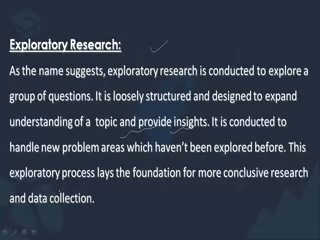 Exploratory Research:
As the name suggests, exploratory research is conducted to explore a
group of questions. It is loosely structured and designed to expand
understanding of a topic and provide insights. It is conducted to
handle new problem areas which haven't been explored before. This
exploratory process lays the foundation for more conclusive research
and data collection.